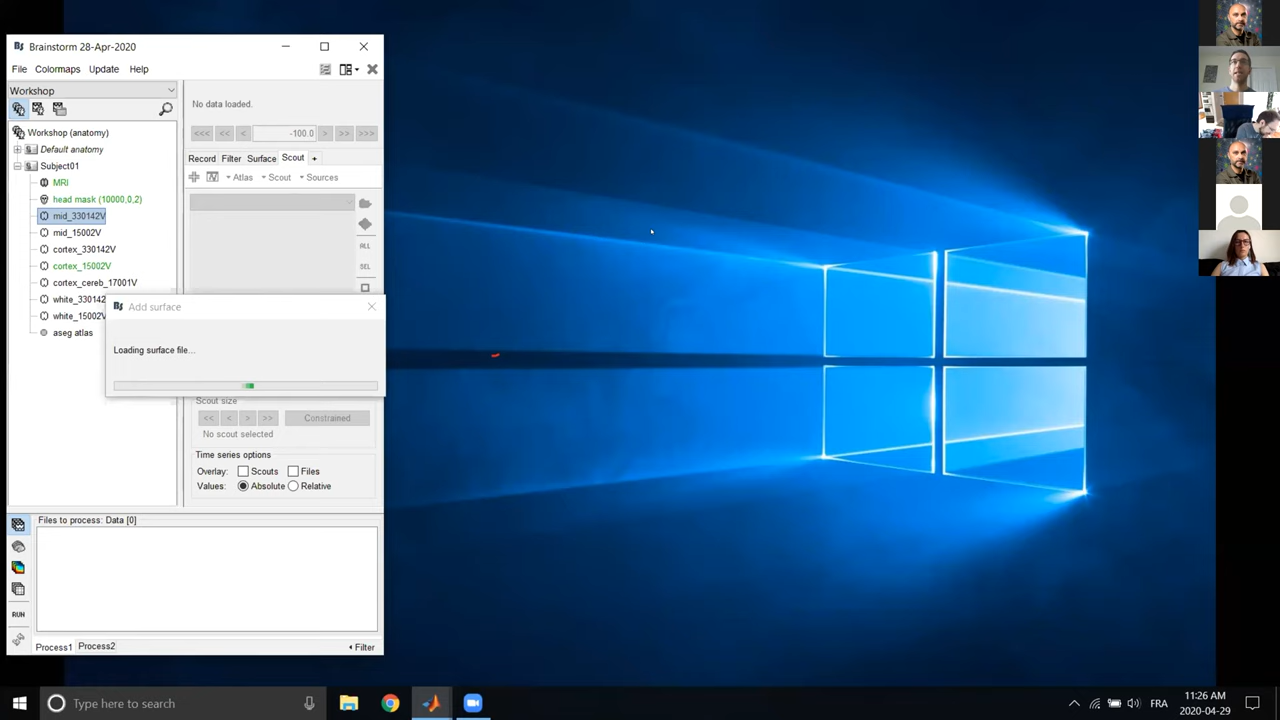 Brainstorm 28-Apr-2020
File Colormaps Update Help
Workshop
Workshop (anatomy)
Default anatomy
Subject01
MRI
head mask (10000,0,2)
mid_330142V
mid_15002V
cortex_330142V
cortex_15002V
cortex_cereb_17001V
white_330142
white_15002V
aseg atlas
No data loaded.
<<< << < -100.0 > >> >>>
Record Filter Surface Scout +
Atlas Scout Sources
ALL
SEL
Add surface
Loading surface file...
Scout size
<< < > >> Constrained
No scout selected
Time series options
Overlay: Scouts Files
Values: Absolute Relative
Files to process: Data [0]
RUN
Process1 Process2 Filter
Type here to search
FRA
11:26 AM
2020-04-29